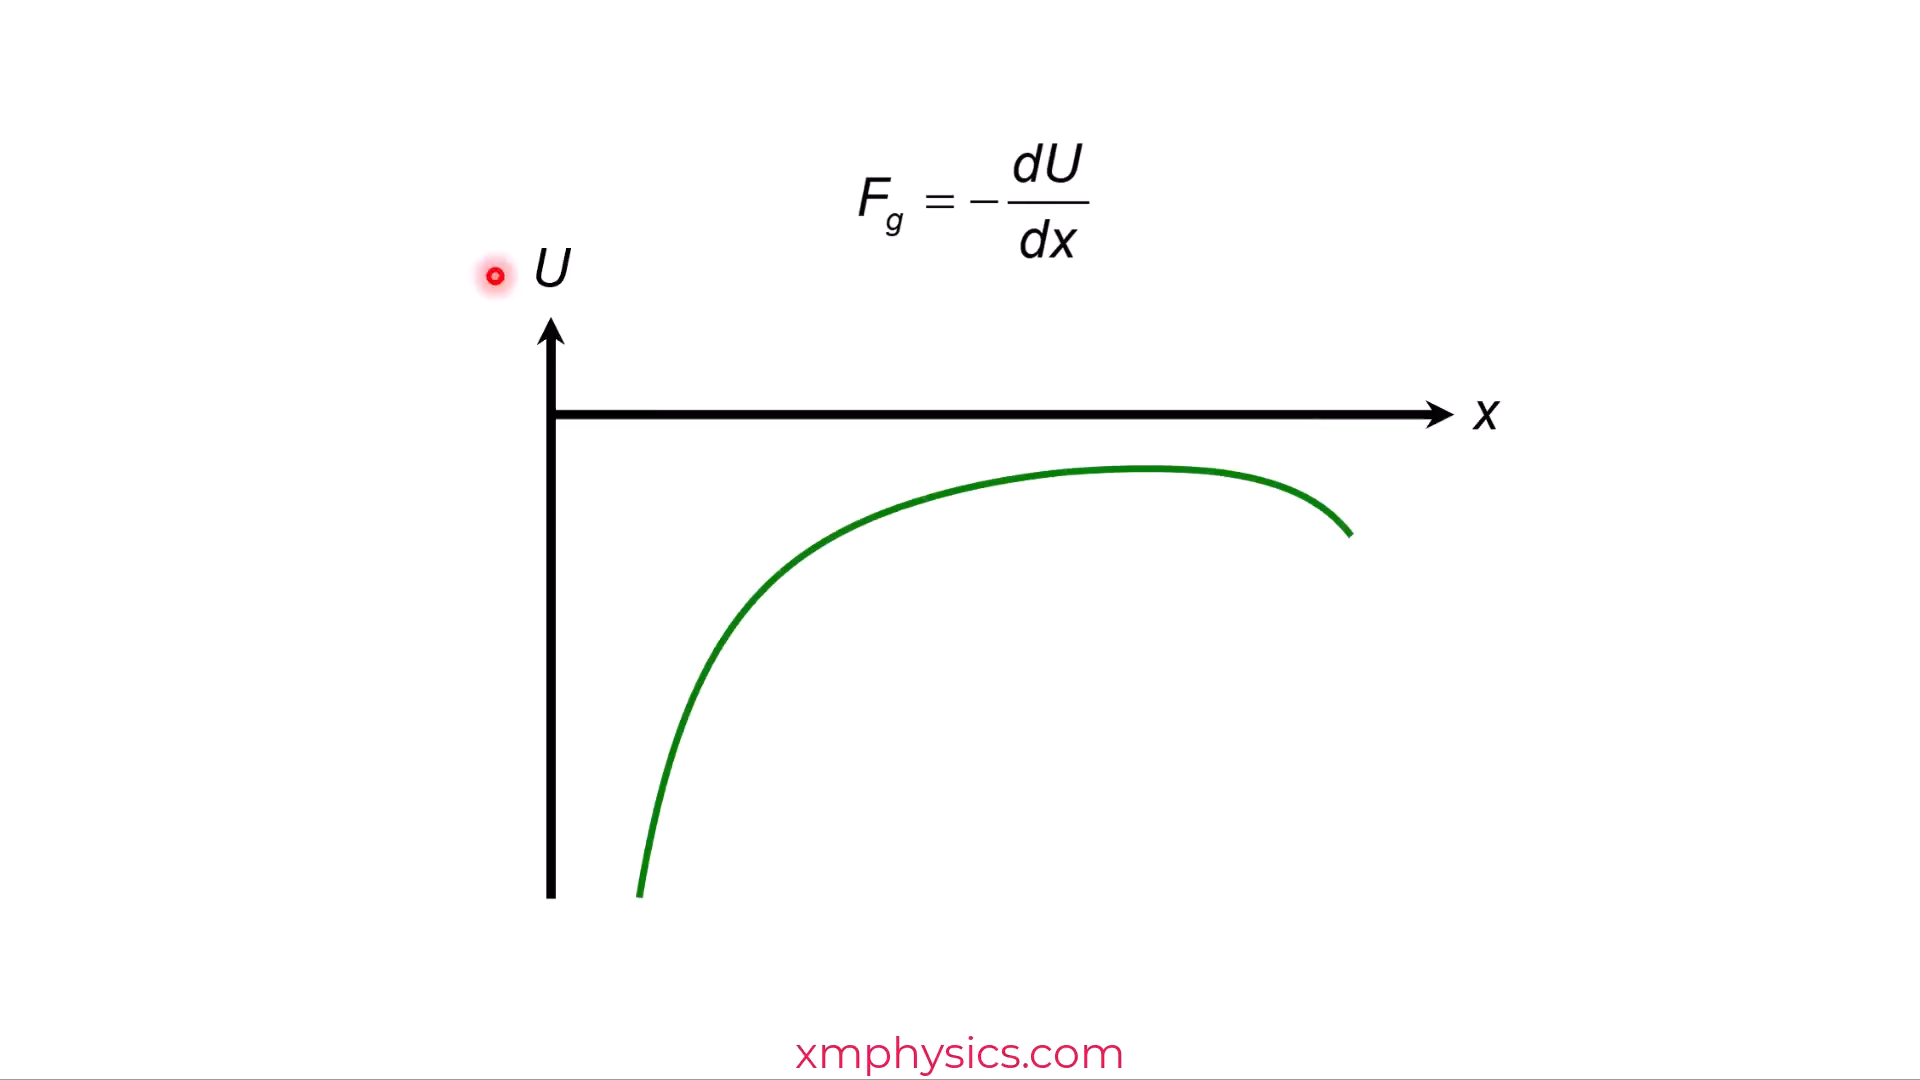 F_g = -dU/dx
U
x
xmphysics.com